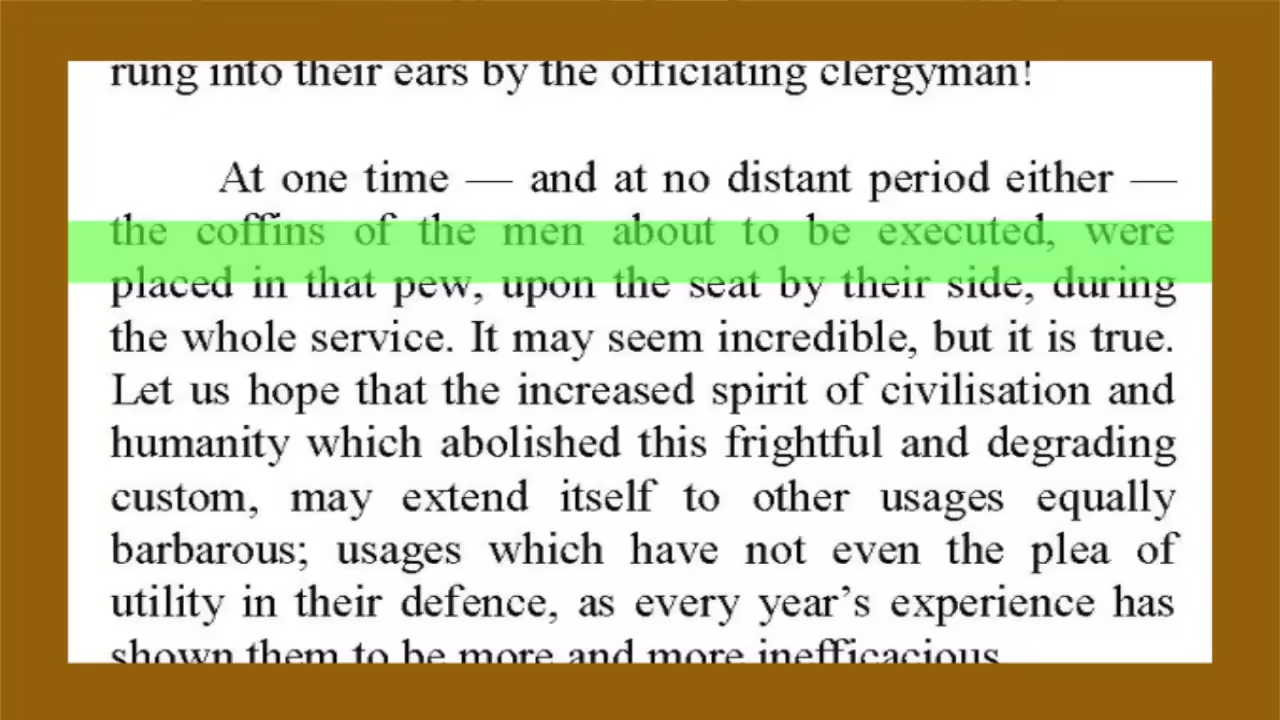 rung into their ears by the officiating clergyman!
At one time — and at no distant period either —
the coffins of the men about to be executed, were
placed in that pew, upon the seat by their side, during
the whole service. It may seem incredible, but it is true.
Let us hope that the increased spirit of civilisation and
humanity which abolished this frightful and degrading
custom, may extend itself to other usages equally
barbarous; usages which have not even the plea of
utility in their defence, as every year’s experience has
shown them to be more and more inefficacious.